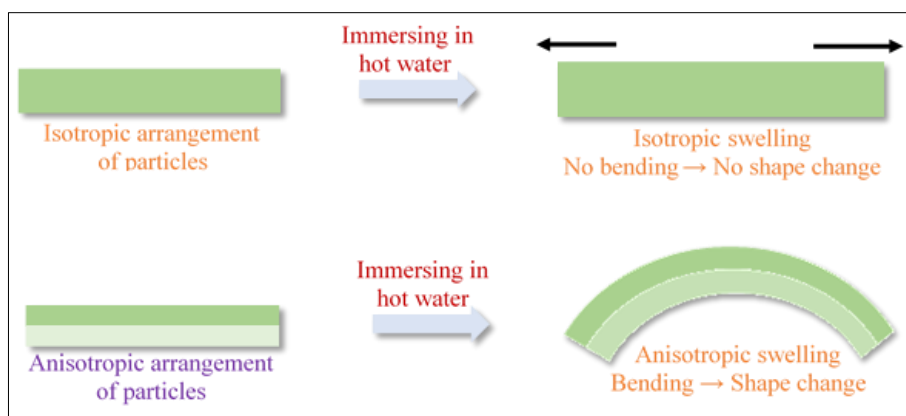 Immersing in
hot water
Isotropic arrangement
of particles
Isotropic swelling
No bending → No shape change
Immersing in
hot water
Anisotropic arrangement
of particles
Anisotropic swelling
Bending → Shape change